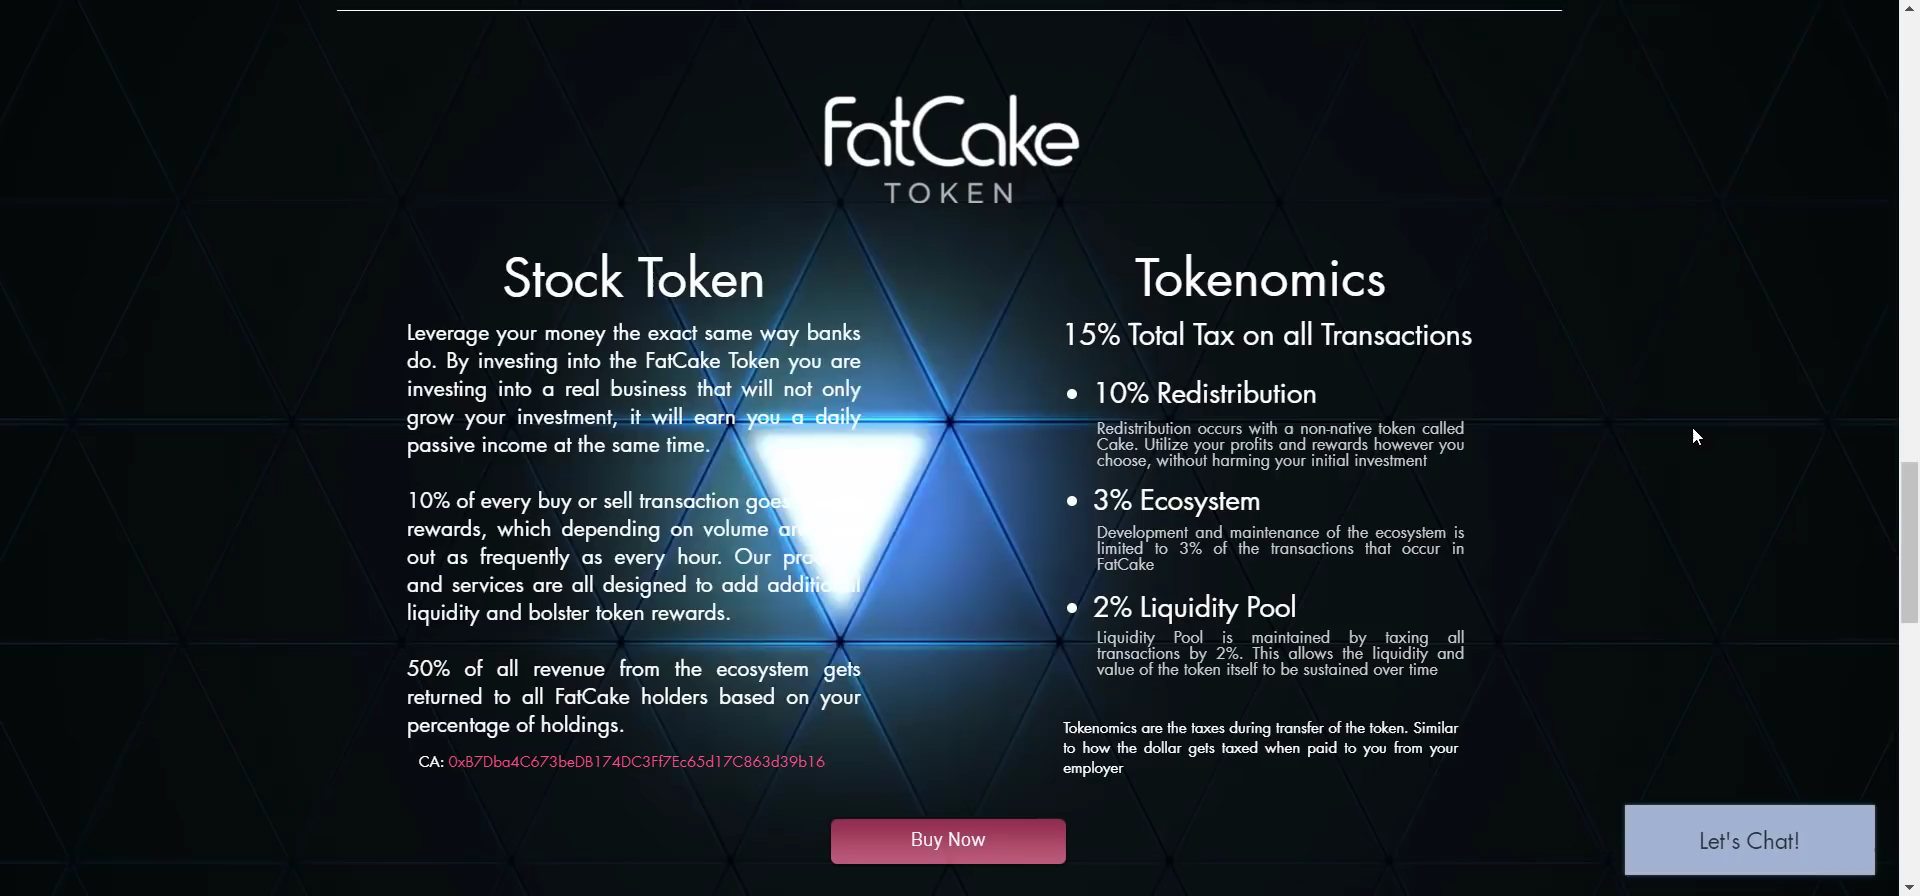 FatCake
TOKEN
Stock Token
Leverage your money the exact same way banks
do. By investing into the FatCake Token you are
investing into a real business that will not only
grow your investment, it will earn you a daily
passive income at the same time.
10% of every buy or sell transaction goes
rewards, which depending on volume
out as frequently as every hour. Our
and services are all designed to add additional
liquidity and bolster token rewards.
50% of all revenue from the ecosystem gets
returned to all FatCake holders based on your
percentage of holdings.
CA: 0xB7Dba4C673beDB174DC3Ff7Ec65d17C863d39b16
Tokenomics
15% Total Tax on all Transactions
• 10% Redistribution
Redistribution occurs with a non-native token called
Cake. Utilize your profits and rewards however you
choose, without harming your initial investment
• 3% Ecosystem
Development and maintenance of the ecosystem is
limited to 3% of the transactions that occur in
FatCake
• 2% Liquidity Pool
Liquidity Pool is maintained by taxing all
transactions by 2%. This allows the liquidity and
value of the token itself to be sustained over time
Tokenomics are the taxes during transfer of the token. Similar
to how the dollar gets taxed when paid to you from your
employer
Buy Now
Let's Chat!